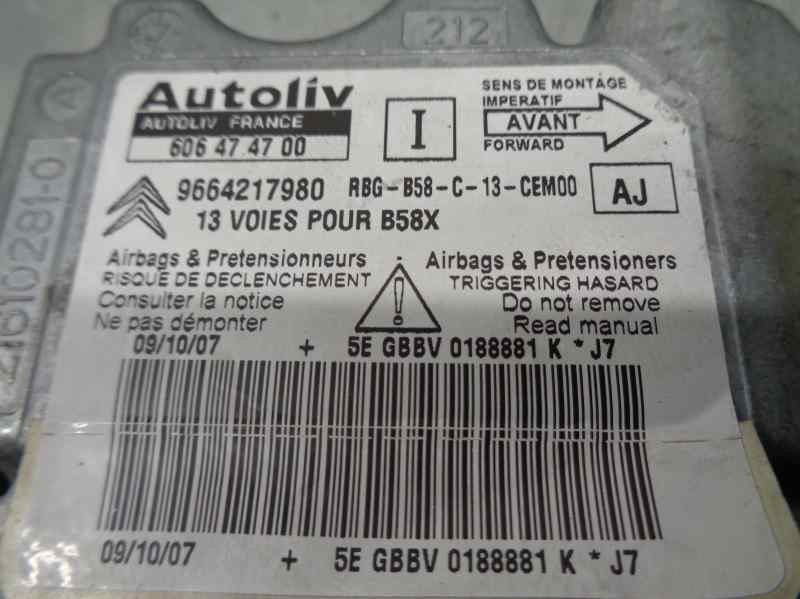 212
Autoliv
AUTOLIV FRANCE
606 47 47 00
I
SENS DE MONTAGE
IMPERATIF
AVANT
FORWARD
9664217980 RBG-B58-C-13-CEM00
AJ
13 VOIES POUR B58X
Airbags & Pretensionneurs
RISQUE DE DECLENCHEMENT
Consulter la notice
Ne pas démonter
Airbags & Pretensioners
TRIGGERING HASARD
Do not remove
Read manual
09/10/07 + 5E GBBV 0188881 K * J7
09/10/07 + 5E GBBV 0188881 K * J7
21610281-0